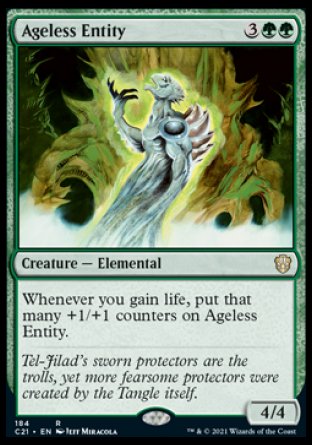 Ageless Entity 3
Creature — Elemental
Whenever you gain life, put that
many +1/+1 counters on Ageless
Entity.
Tel-Jilad's sworn protectors are the
trolls, yet more fearsome protectors
were created by the Tangle itself.
4/4
184 R
C21 • EN Jeff Miracola
™ & © 2021 Wizards of the Coast